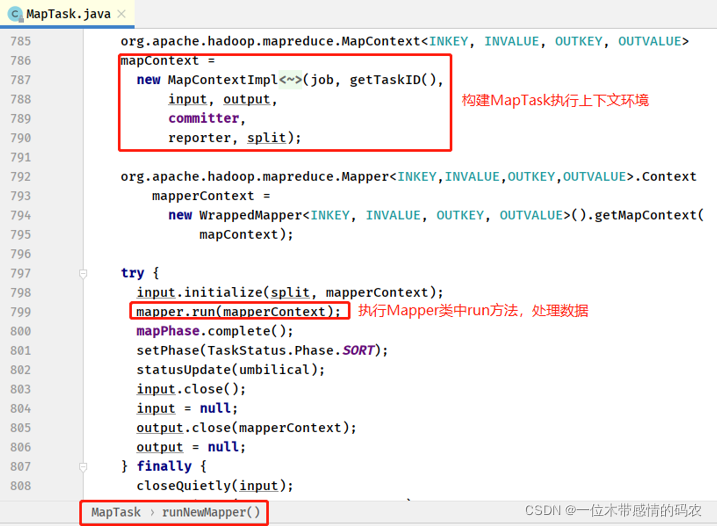 MapTask.java
785 org.apache.hadoop.mapreduce.MapContext<INKEY, INVALUE, OUTKEY, OUTVALUE>
786 mapContext =
787 new MapContextImpl<~>(job, getTaskID(),
788 input, output,
789 committer,
790 reporter, split);
构建MapTask执行上下文环境
791
792 org.apache.hadoop.mapreduce.Mapper<INKEY,INVALUE,OUTKEY,OUTVALUE>.Context
793 mapperContext =
794 new WrappedMapper<INKEY, INVALUE, OUTKEY, OUTVALUE>().getMapContext(
795 mapContext);
796
797 try {
798 input.initialize(split, mapperContext);
799 mapper.run(mapperContext); 执行Mapper类中run方法，处理数据
800 mapPhase.complete();
801 setPhase(TaskStatus.Phase.SORT);
802 statusUpdate(umbilical);
803 input.close();
804 input = null;
805 output.close(mapperContext);
806 output = null;
807 } finally {
808 closeQuietly(input);
MapTask › runNewMapper()
CSDN @一位木带感情的码农